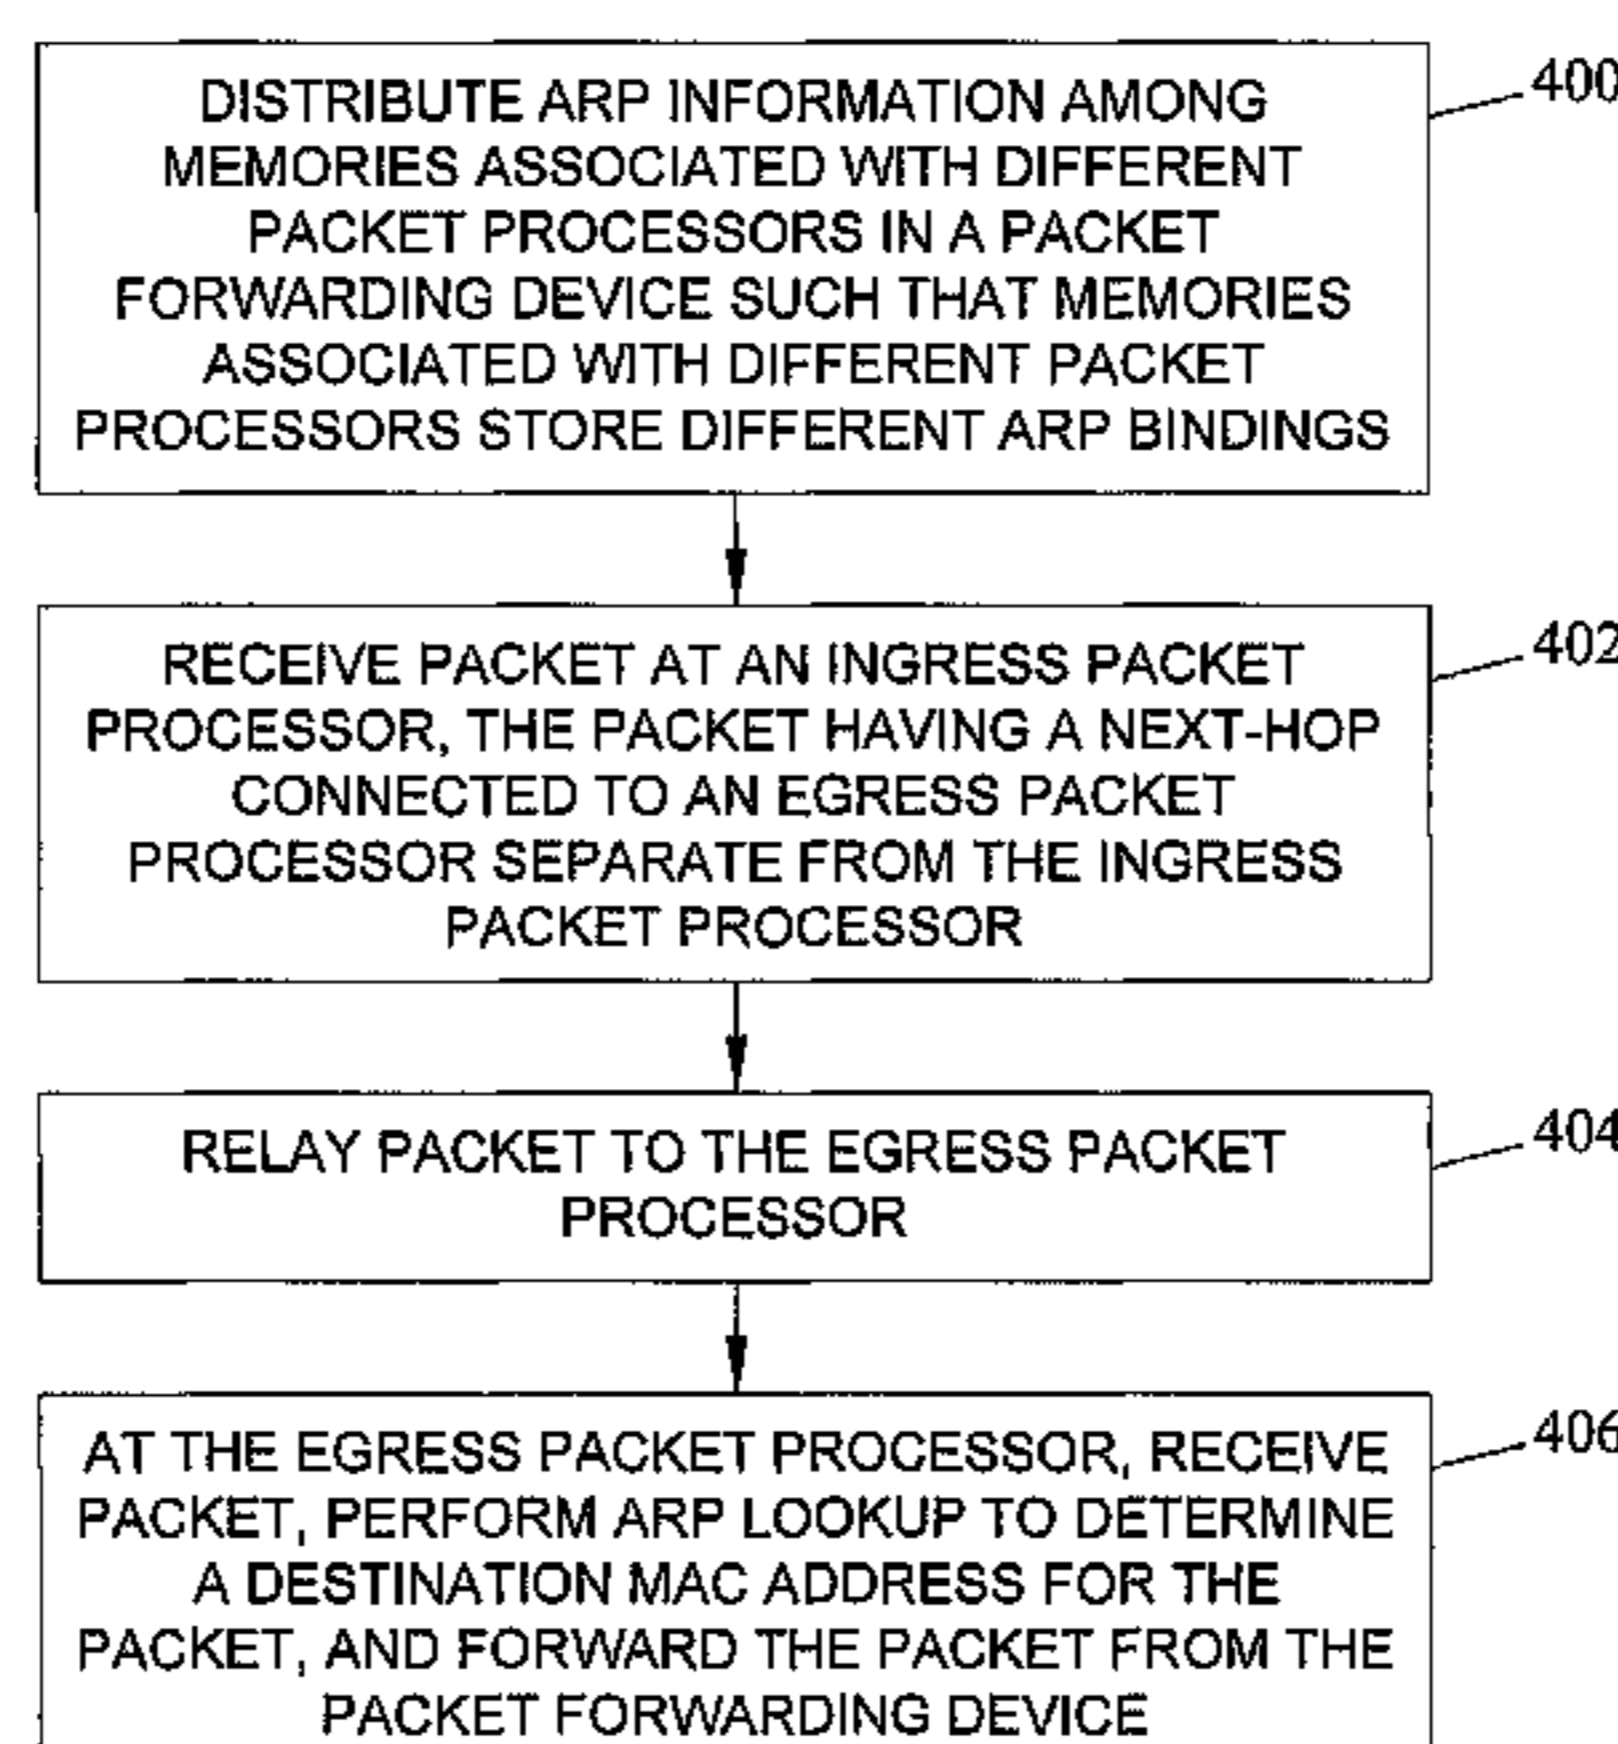 DISTRIBUTE ARP INFORMATION AMONG
MEMORIES ASSOCIATED WITH DIFFERENT
PACKET PROCESSORS IN A PACKET
FORWARDING DEVICE SUCH THAT MEMORIES
ASSOCIATED WITH DIFFERENT PACKET
PROCESSORS STORE DIFFERENT ARP BINDINGS
400
RECEIVE PACKET AT AN INGRESS PACKET
PROCESSOR, THE PACKET HAVING A NEXT-HOP
CONNECTED TO AN EGRESS PACKET
PROCESSOR SEPARATE FROM THE INGRESS
PACKET PROCESSOR
402
RELAY PACKET TO THE EGRESS PACKET
PROCESSOR
404
AT THE EGRESS PACKET PROCESSOR, RECEIVE
PACKET, PERFORM ARP LOOKUP TO DETERMINE
A DESTINATION MAC ADDRESS FOR THE
PACKET, AND FORWARD THE PACKET FROM THE
PACKET FORWARDING DEVICE
406